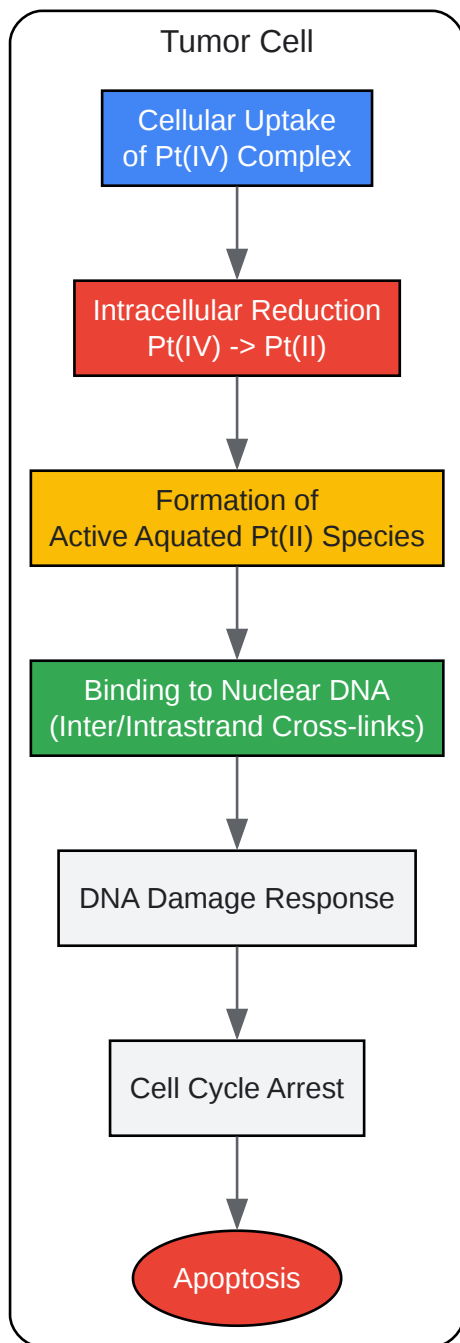 Tumor Cell
Cellular Uptake
of Pt(IV) Complex
Intracellular Reduction
Pt(IV) -> Pt(II)
Formation of
Active Aquated Pt(II) Species
Binding to Nuclear DNA
(Inter/Intrastrand Cross-links)
DNA Damage Response
Cell Cycle Arrest
Apoptosis